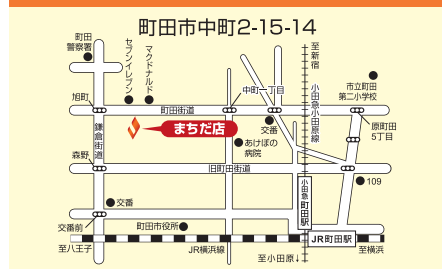 町田市中町2-15-14
町田
警察署
セブンイレブン
マクドナルド
至新宿
小田急小田原線
市立町田
第二小学校
旭町
中町一丁目
町田街道
交番
原町田
5丁目
鎌倉街道
まちだ店
あけぼの
病院
森野
旧町田街道
小田急
町田駅
109
交番
交番前
町田市役所
JR町田駅
至八王子
JR横浜線
至小田原↓
至横浜